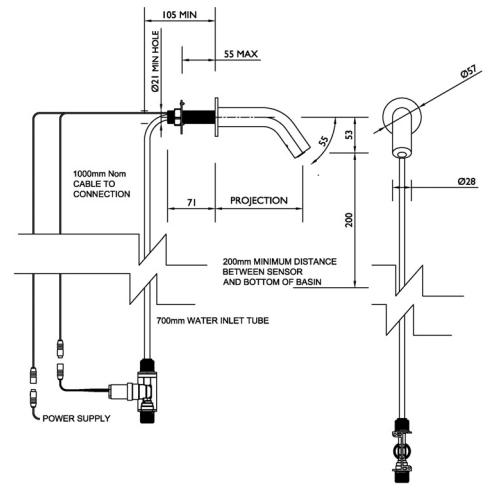 105 MIN
55 MAX
Ø21 MIN HOLE
Ø57
55
53
1000mm Nom
CABLE TO
CONNECTION
71
PROJECTION
Ø28
200
200mm MINIMUM DISTANCE
BETWEEN SENSOR
AND BOTTOM OF BASIN
700mm WATER INLET TUBE
POWER SUPPLY